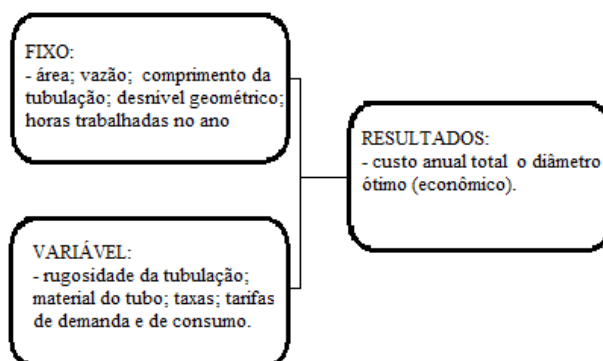 FIXO:
- área; vazão; comprimento da
tubulação; desnível geométrico;
horas trabalhadas no ano
RESULTADOS:
- custo anual total o diâmetro
ótimo (econômico).
VARIÁVEL:
- rugosidade da tubulação;
material do tubo; taxas; tarifas
de demanda e de consumo.